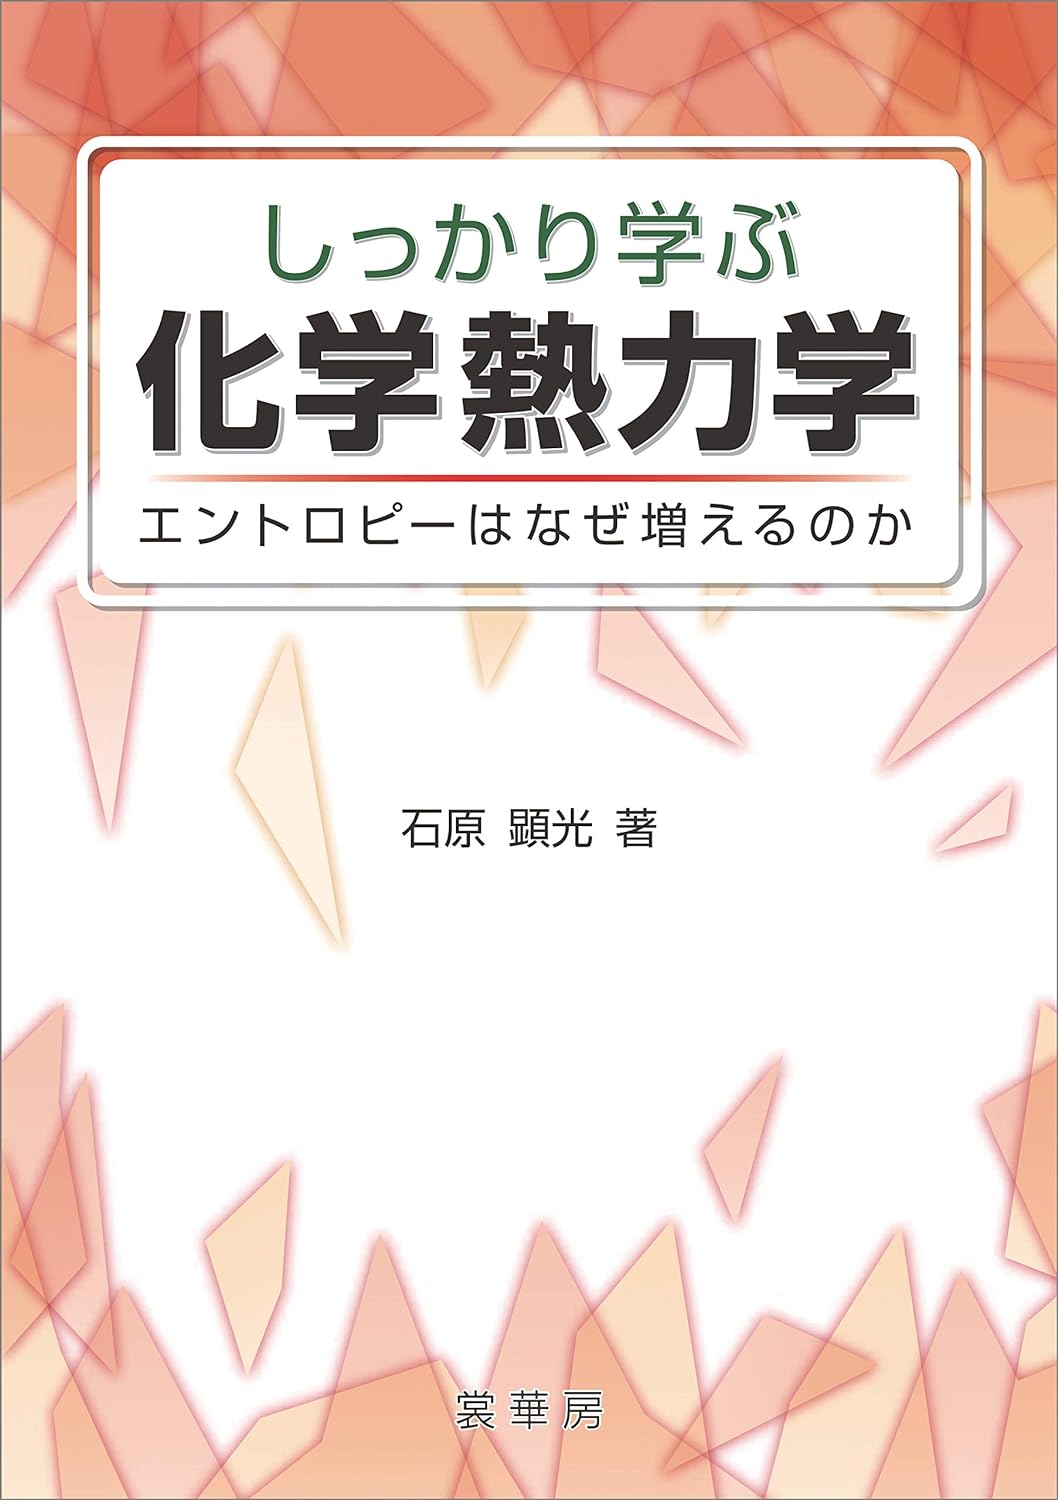 しっかり学ぶ
化学熱力学
エントロピーはなぜ増えるのか
石原 顕光 著
裳華房